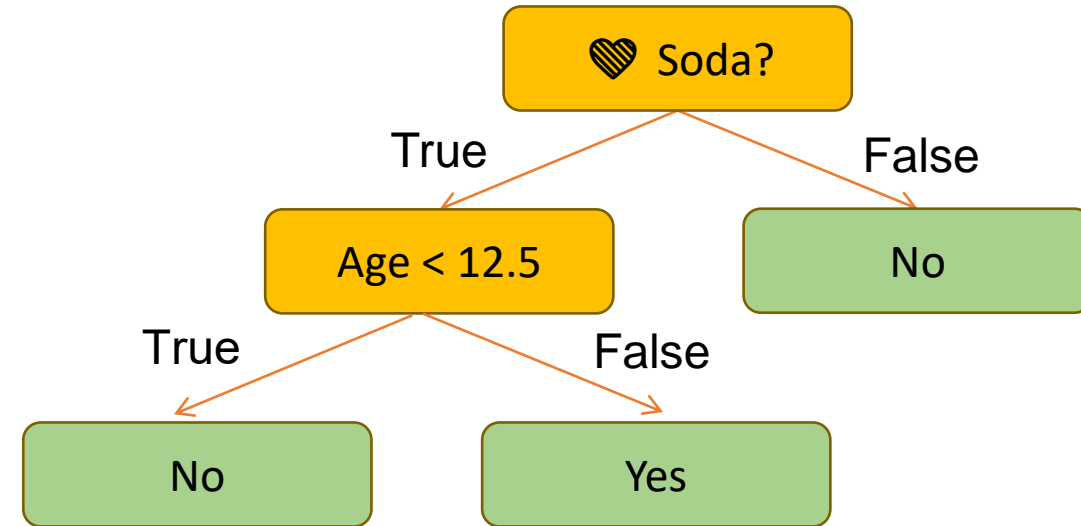 Soda?
True
False
Age < 12.5
No
True
False
No
Yes